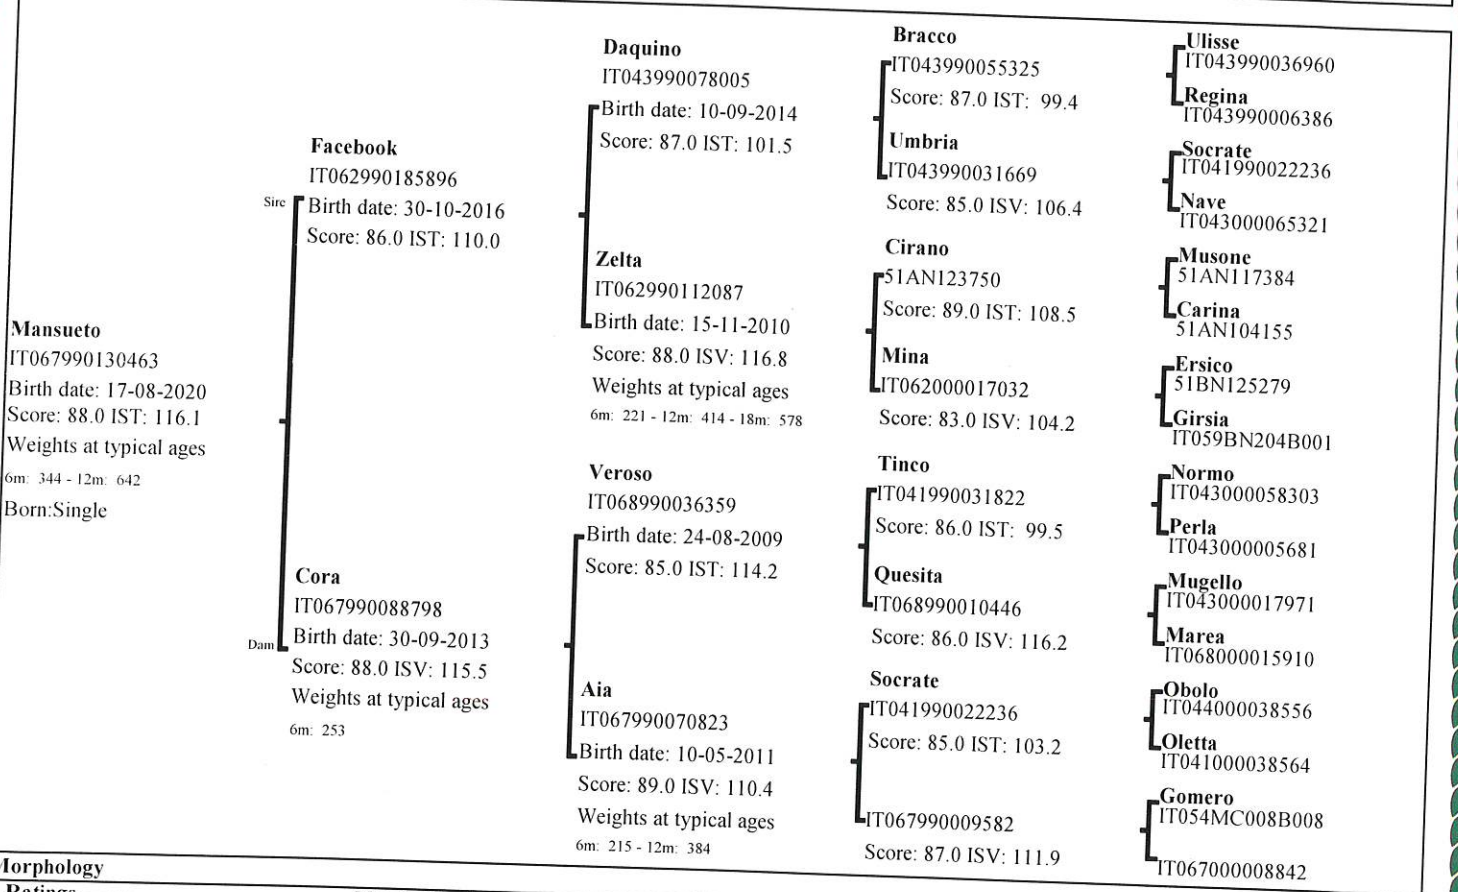 Mansueto
IT067990130463
Birth date: 17-08-2020
Score: 88.0 IST: 116.1
Weights at typical ages
6m: 344 - 12m: 642
Born:Single
Sire
Facebook
IT062990185896
Birth date: 30-10-2016
Score: 86.0 IST: 110.0
Dam
Cora
IT067990088798
Birth date: 30-09-2013
Score: 88.0 ISV: 115.5
Weights at typical ages
6m: 253
Daquino
IT043990078005
Birth date: 10-09-2014
Score: 87.0 IST: 101.5
Zelta
IT062990112087
Birth date: 15-11-2010
Score: 88.0 ISV: 116.8
Weights at typical ages
6m: 221 - 12m: 414 - 18m: 578
Veroso
IT068990036359
Birth date: 24-08-2009
Score: 85.0 IST: 114.2
Aia
IT067990070823
Birth date: 10-05-2011
Score: 89.0 ISV: 110.4
Weights at typical ages
6m: 215 - 12m: 384
Bracco
IT043990055325
Score: 87.0 IST: 99.4
Umbria
IT043990031669
Score: 85.0 ISV: 106.4
Cirano
51AN123750
Score: 89.0 IST: 108.5
Mina
IT062000017032
Score: 83.0 ISV: 104.2
Tinco
IT041990031822
Score: 86.0 IST: 99.5
Quesita
IT068990010446
Score: 86.0 ISV: 116.2
Socrate
IT041990022236
Score: 85.0 IST: 103.2
IT067990009582
Score: 87.0 ISV: 111.9
Ulisse
IT043990036960
Regina
IT043990006386
Socrate
IT041990022236
Nave
IT043000065321
Musone
51AN117384
Carina
51AN104155
Ersico
51BN125279
Girsia
IT059BN204B001
Normo
IT043000058303
Perla
IT043000005681
Mugello
IT043000017971
Marea
IT068000015910
Obolo
IT044000038556
Oletta
IT041000038564
Gomero
IT054MC008B008
IT067000008842
Morphology
Ratings